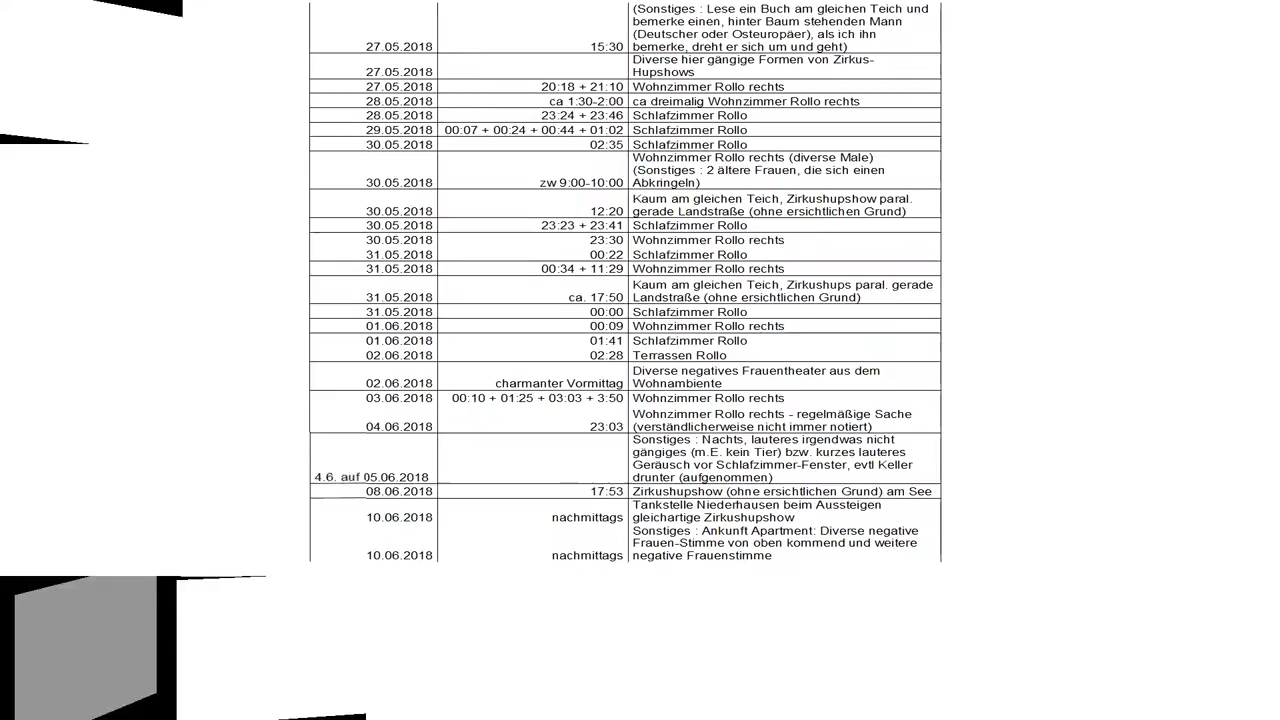 (Sonstiges : Lese ein Buch am gleichen Teich und
bemerke einen, hinter Baum stehenden Mann
(Deutscher oder Osteuropäer), als ich ihn
27.05.2018 15:30 bemerke, dreht er sich um und geht)
Diverse hier gängige Formen von Zirkus-
27.05.2018 Hupshows
27.05.2018 20:18 + 21:10 Wohnzimmer Rollo rechts
28.05.2018 ca 1:30-2:00 ca dreimalig Wohnzimmer Rollo rechts
28.05.2018 23:24 + 23:46 Schlafzimmer Rollo
29.05.2018 00:07 + 00:24 + 00:44 + 01:02 Schlafzimmer Rollo
30.05.2018 02:35 Schlafzimmer Rollo
Wohnzimmer Rollo rechts (diverse Male)
(Sonstiges : 2 ältere Frauen, die sich einen
30.05.2018 zw 9:00-10:00 Abkringeln)
Kaum am gleichen Teich, Zirkushupshow paral.
30.05.2018 12:20 gerade Landstraße (ohne ersichtlichen Grund)
30.05.2018 23:23 + 23:41 Schlafzimmer Rollo
30.05.2018 23:30 Wohnzimmer Rollo rechts
31.05.2018 00:22 Schlafzimmer Rollo
31.05.2018 00:34 + 11:29 Wohnzimmer Rollo rechts
Kaum am gleichen Teich, Zirkushups paral. gerade
31.05.2018 ca. 17:50 Landstraße (ohne ersichtlichen Grund)
31.05.2018 00:00 Schlafzimmer Rollo
01.06.2018 00:09 Wohnzimmer Rollo rechts
01.06.2018 01:41 Schlafzimmer Rollo
02.06.2018 02:28 Terrassen Rollo
Diverse negatives Frauentheater aus dem
02.06.2018 charmanter Vormittag Wohnambiente
03.06.2018 00:10 + 01:25 + 03:03 + 3:50 Wohnzimmer Rollo rechts
Wohnzimmer Rollo rechts - regelmäßige Sache
04.06.2018 23:03 (verständlicherweise nicht immer notiert)
Sonstiges : Nachts, lauteres irgendwas nicht
gängiges (m.E. kein Tier) bzw. kurzes lauteres
Geräusch vor Schlafzimmer-Fenster, evtl Keller
4.6. auf 05.06.2018 drunter (aufgenommen)
08.06.2018 17:53 Zirkushupshow (ohne ersichtlichen Grund) am See
Tankstelle Niederhausen beim Aussteigen
10.06.2018 nachmittags gleichartige Zirkushupshow
Sonstiges : Ankunft Apartment: Diverse negative
Frauen-Stimme von oben kommend und weitere
10.06.2018 nachmittags negative Frauenstimme